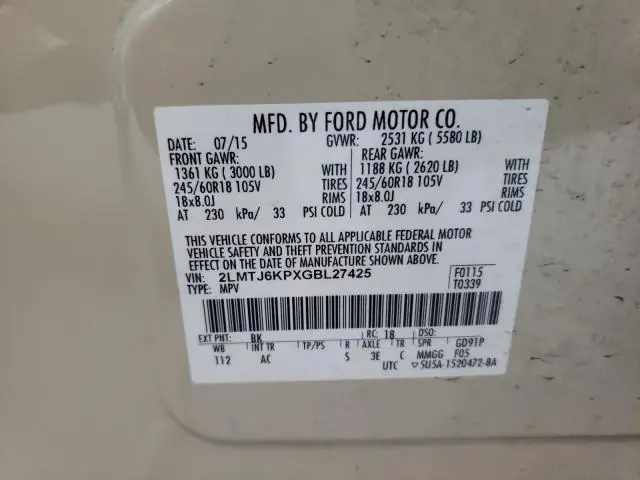 MFD. BY FORD MOTOR CO.
DATE: 07/15 GVWR: 2531 KG ( 5580 LB)
FRONT GAWR: REAR GAWR:
1361 KG ( 3000 LB) WITH 1188 KG ( 2620 LB) WITH
245/60R18 105V TIRES 245/60R18 105V TIRES
18x8.0J RIMS 18x8.0J RIMS
AT 230 kPa/ 33 PSI COLD AT 230 kPa/ 33 PSI COLD
THIS VEHICLE CONFORMS TO ALL APPLICABLE FEDERAL MOTOR
VEHICLE SAFETY AND THEFT PREVENTION STANDARDS IN
EFFECT ON THE DATE OF MANUFACTURE SHOWN ABOVE.
VIN: 2LMTJ6KPXGBL27425 F0115
TYPE: MPV T0339
EXT PNT: BK RC: 18 DSO:
WB INT TR TP/PS R AXLE TR SPR GD91P
112 AC S 3E C MMGG F05
UTC ▽5U5A-1520472-BA